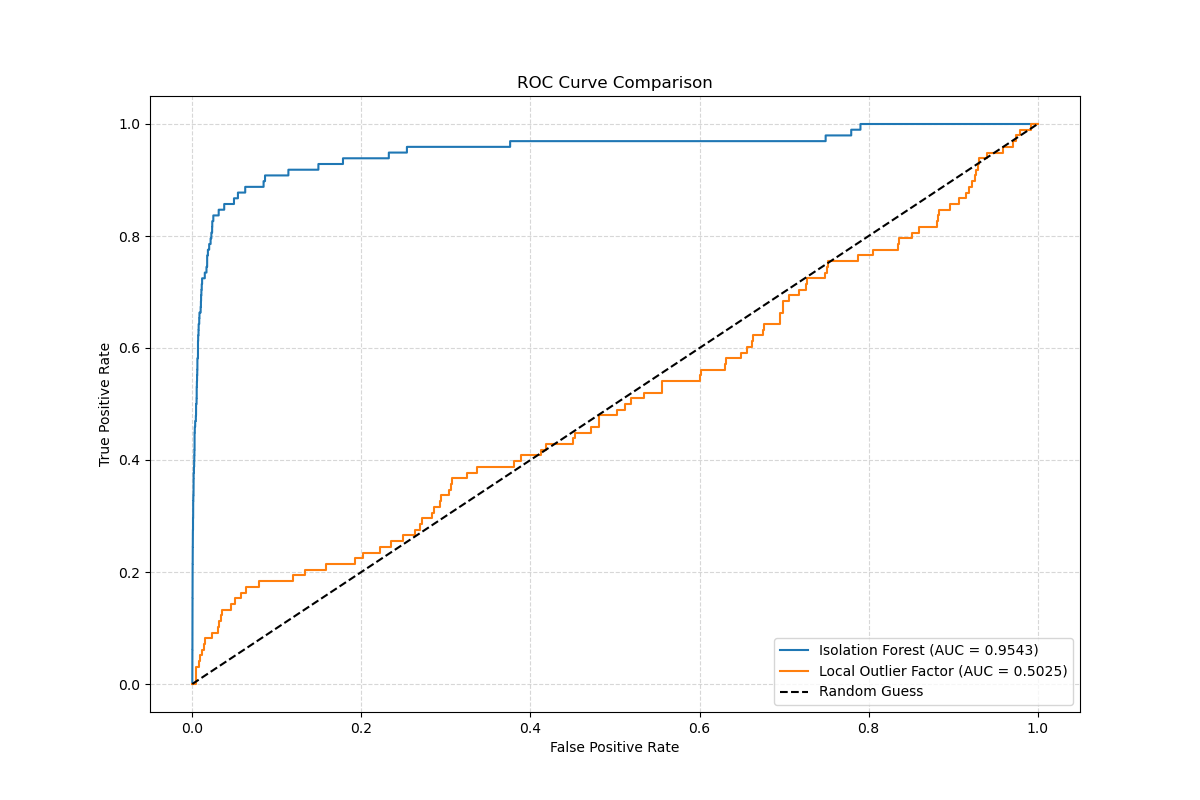 ROC Curve Comparison
True Positive Rate
1.0
0.8
0.6
0.4
0.2
0.0
Isolation Forest (AUC = 0.9543)
Local Outlier Factor (AUC = 0.5025)
Random Guess
0.0 0.2 0.4 0.6 0.8 1.0
False Positive Rate